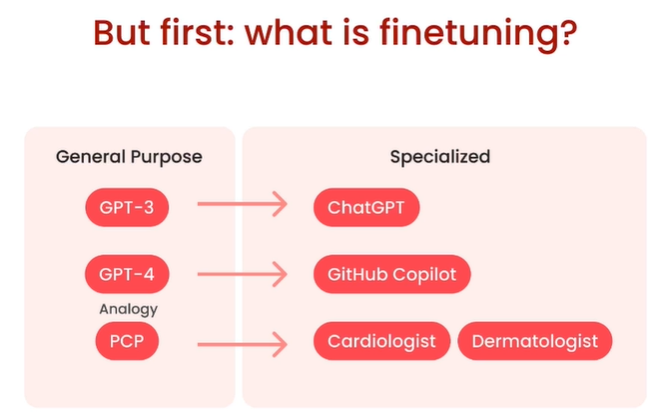 But first: what is finetuning?
General Purpose
Specialized
GPT-3
ChatGPT
GPT-4
GitHub Copilot
Analogy
PCP
Cardiologist
Dermatologist